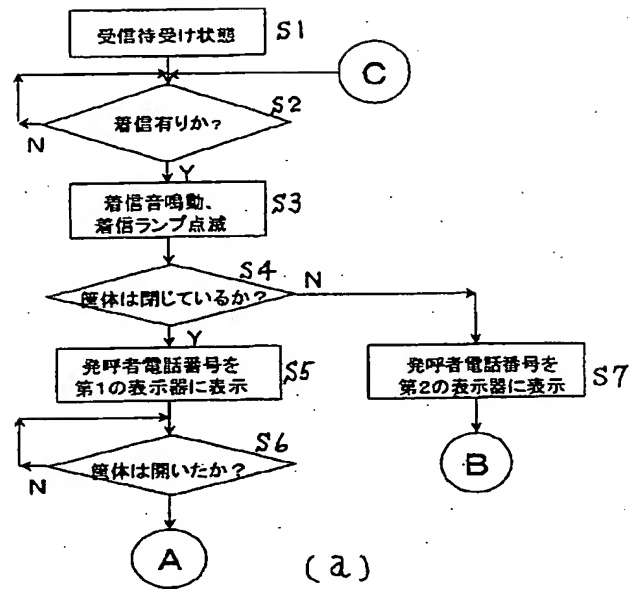 受信待受け状態 S1
C
着信有りか? S2
N
Y
着信音鳴動、
着信ランプ点滅 S3
筐体は閉じているか? S4
N
Y
発呼者電話番号を
第1の表示器に表示 S5
発呼者電話番号を
第2の表示器に表示 S7
筐体は開いたか? S6
N
B
A
(a)